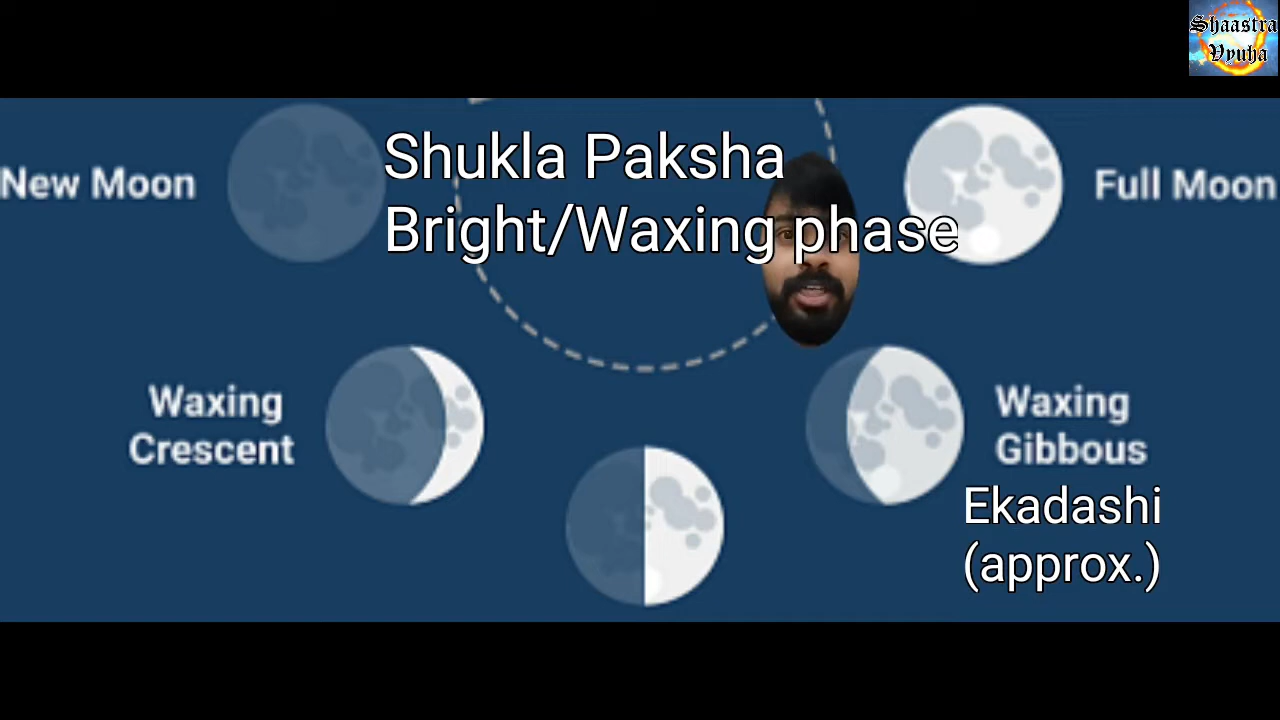 Shaastra
Vyuha
New Moon
Shukla Paksha
Bright/Waxing phase
Full Moon
Waxing
Crescent
Waxing
Gibbous
Ekadashi
(approx.)